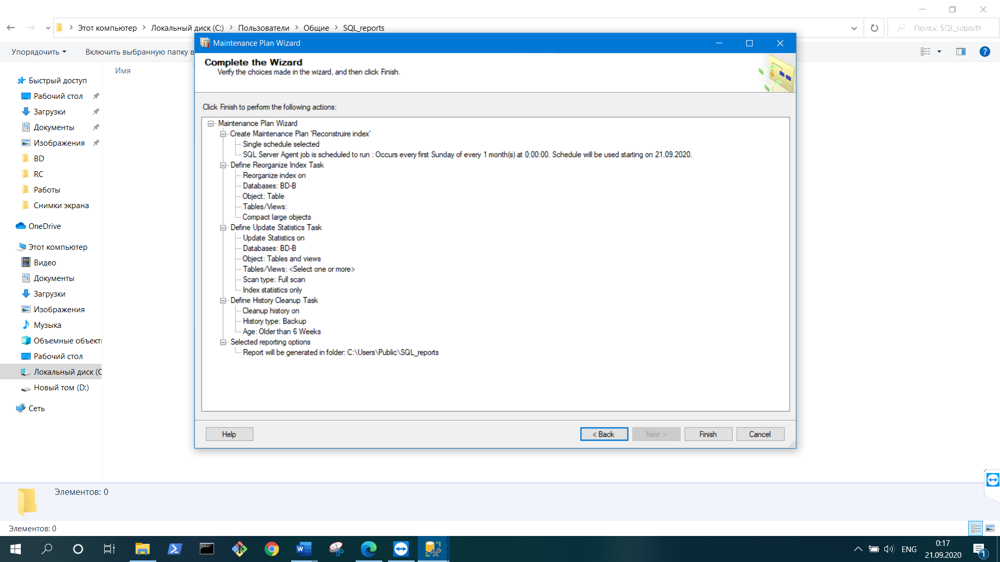 Этот компьютер
Локальный диск (C:)
Пользователи
Общие
SQL_reports
Поиск: SQL_reports
Maintenance Plan Wizard
Упорядочить
Включить выбранную папку в
Complete the Wizard
Verify the choices made in the wizard, and then click Finish.
Имя
Click Finish to perform the following actions:
Maintenance Plan Wizard
Create Maintenance Plan 'Reconstruire index'
Single schedule selected
SQL Server Agent job is scheduled to run : Occurs every first Sunday of every 1 month(s) at 0:00:00. Schedule will be used starting on 21.09.2020.
Define Reorganize Index Task
Reorganize index on
Databases: BD-B
Object: Table
Tables/Views:
Compact large objects
Define Update Statistics Task
Update Statistics on
Databases: BD-B
Object: Tables and views
Tables/Views: <Select one or more>
Scan type: Full scan
Index statistics only
Define History Cleanup Task
Cleanup history on
History type: Backup
Age: Older than 6 Weeks
Selected reporting options
Report will be generated in folder: C:\Users\Public\SQL_reports
Help
< Back
Next >
Finish
Cancel
Быстрый доступ
Рабочий стол
Загрузки
Документы
Изображения
BD
RC
Работы
Снимки экрана
OneDrive
Этот компьютер
Видео
Документы
Загрузки
Изображения
Музыка
Объемные объект
Рабочий стол
Локальный диск (C
Новый том (D:)
Сеть
Элементов: 0
Элементов: 0
ENG
0:17
21.09.2020
1